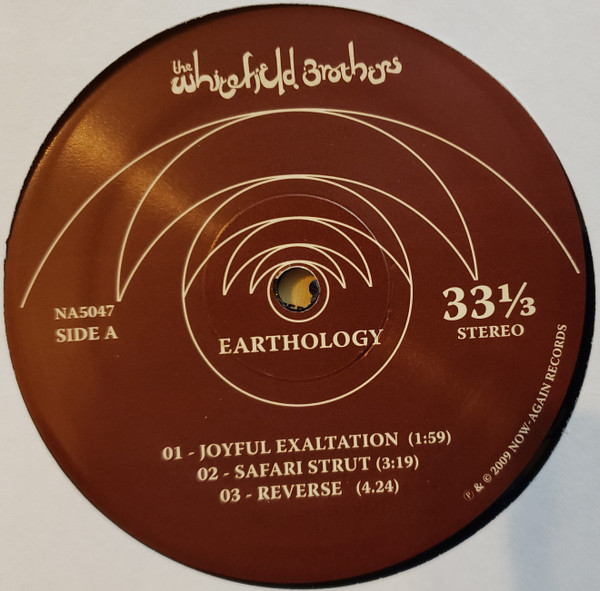 the
Whitefield Brothers
NA5047
SIDE A
33⅓
STEREO
EARTHOLOGY
01 - JOYFUL EXALTATION (1:59)
02 - SAFARI STRUT (3:19)
03 - REVERSE (4.24)
℗ & © 2009 NOW-AGAIN RECORDS